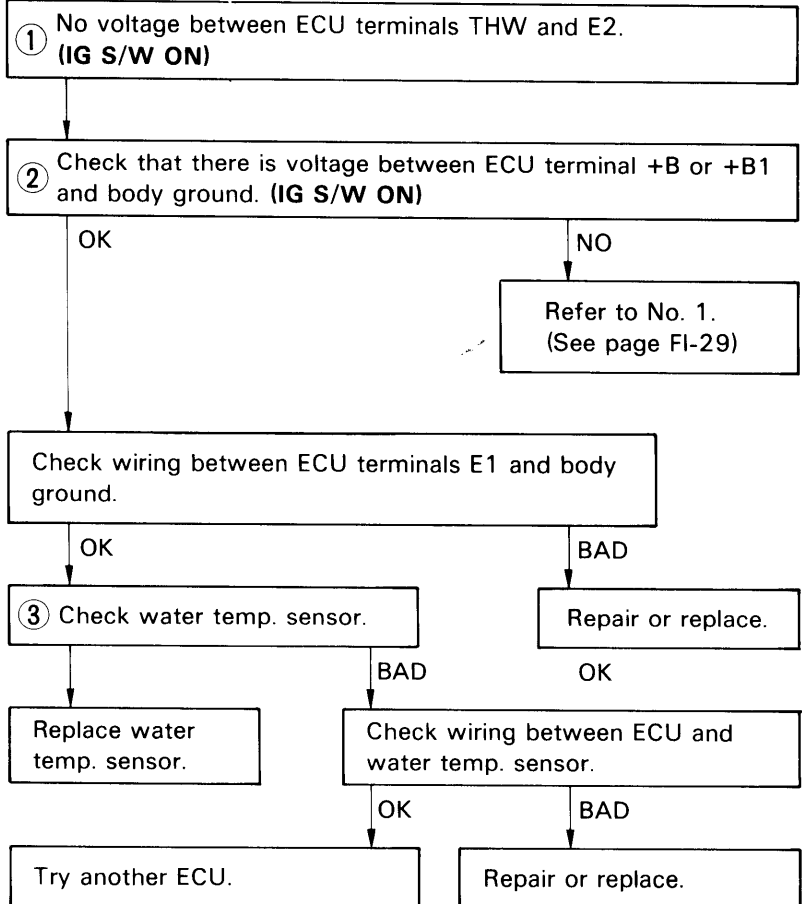 ① No voltage between ECU terminals THW and E2.
(IG S/W ON)
② Check that there is voltage between ECU terminal +B or +B1
and body ground. (IG S/W ON)
OK
NO
Refer to No. 1.
(See page FI-29)
Check wiring between ECU terminals E1 and body
ground.
OK
BAD
③ Check water temp. sensor.
Repair or replace.
BAD
OK
Replace water
temp. sensor.
Check wiring between ECU and
water temp. sensor.
OK
BAD
Try another ECU.
Repair or replace.